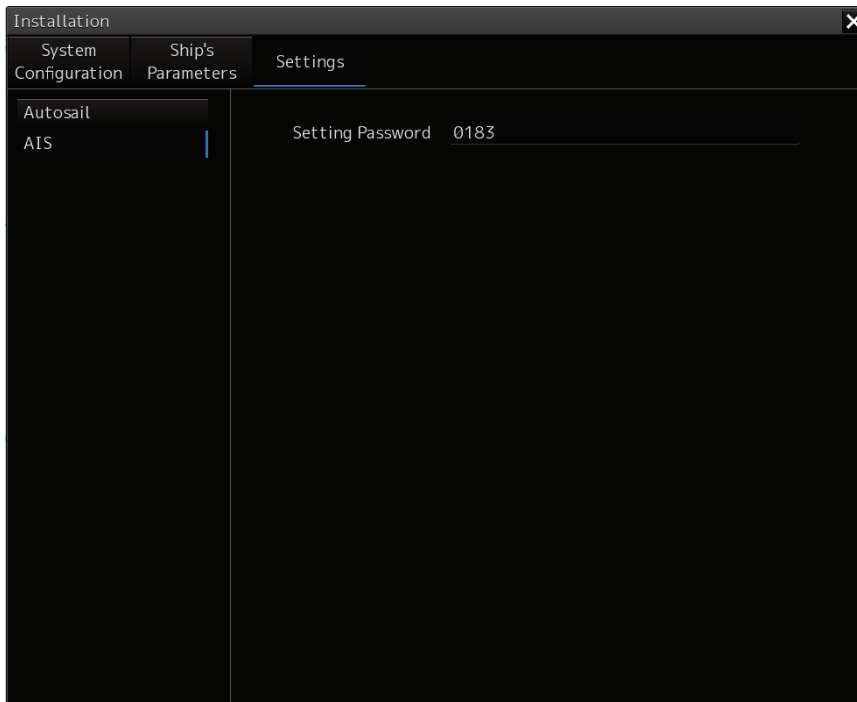 Installation
System
Configuration
Ship's
Parameters
Settings
Autosail
AIS
Setting Password 0183